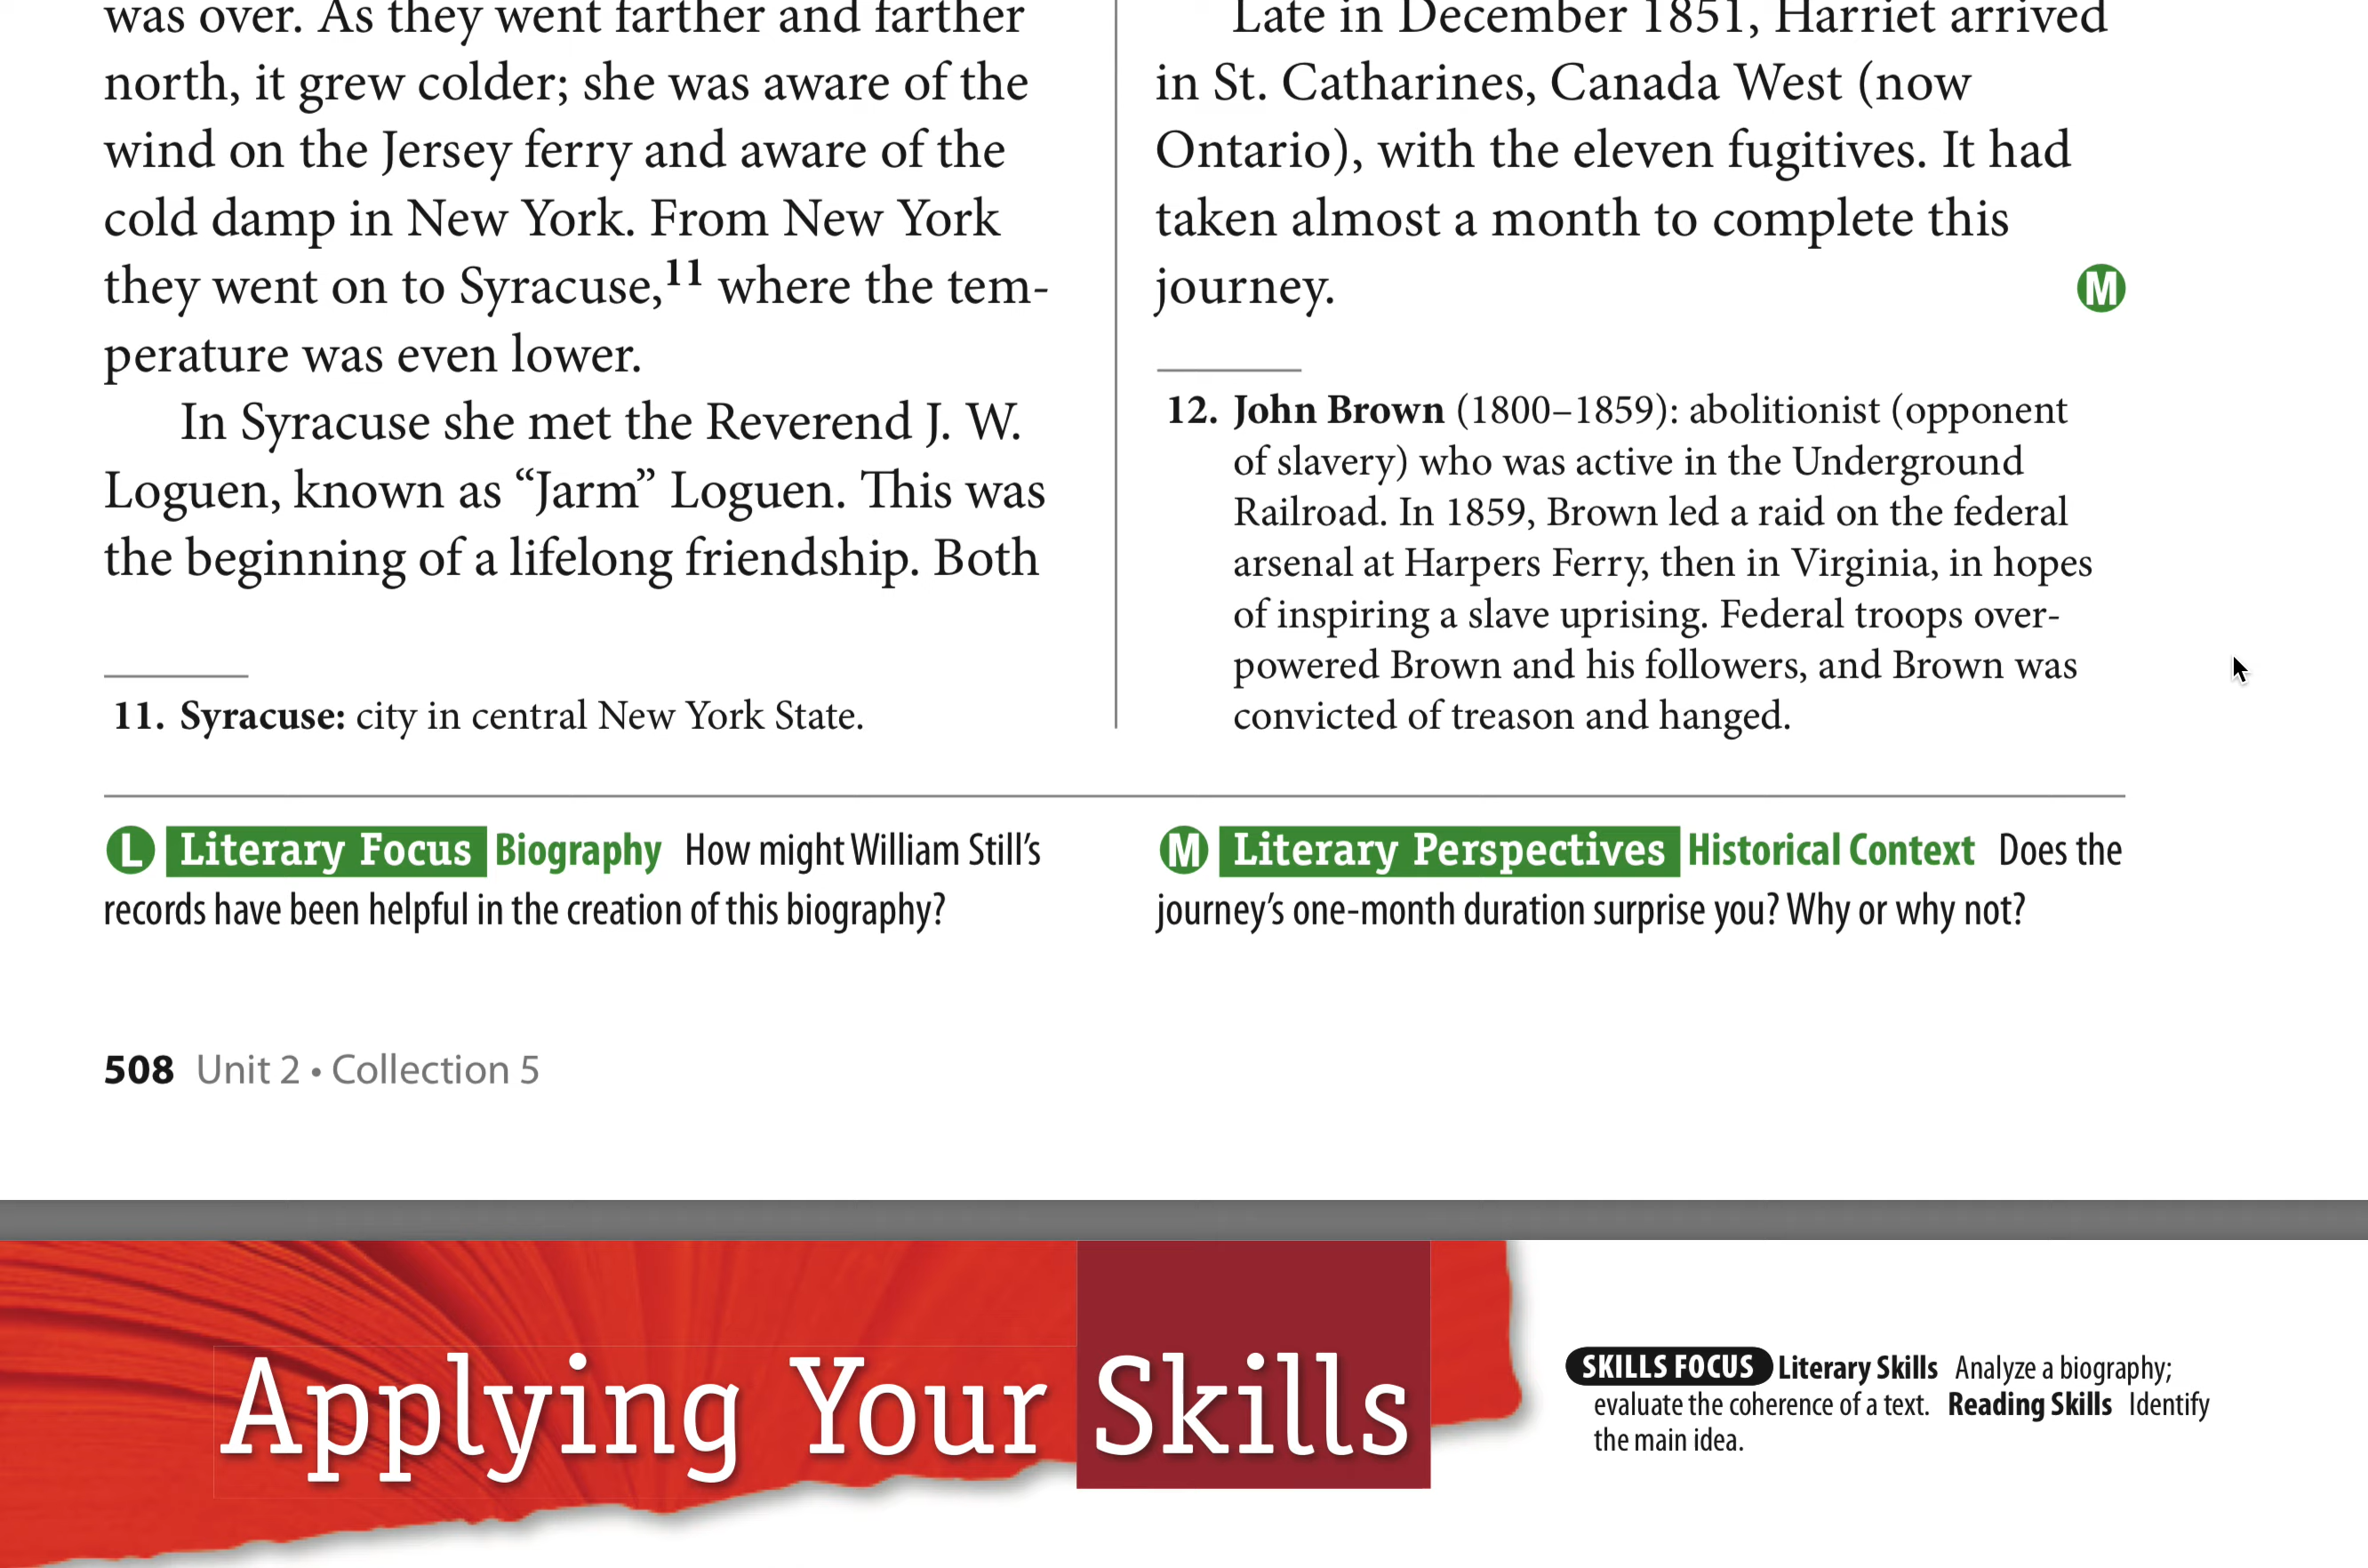 was over. As they went farther and farther
north, it grew colder; she was aware of the
wind on the Jersey ferry and aware of the
cold damp in New York. From New York
they went on to Syracuse,11 where the tem-
perature was even lower.
In Syracuse she met the Reverend J. W.
Loguen, known as “Jarm” Loguen. This was
the beginning of a lifelong friendship. Both
11. Syracuse: city in central New York State.
Late in December 1851, Harriet arrived
in St. Catharines, Canada West (now
Ontario), with the eleven fugitives. It had
taken almost a month to complete this
journey. M
12. John Brown (1800–1859): abolitionist (opponent
of slavery) who was active in the Underground
Railroad. In 1859, Brown led a raid on the federal
arsenal at Harpers Ferry, then in Virginia, in hopes
of inspiring a slave uprising. Federal troops over-
powered Brown and his followers, and Brown was
convicted of treason and hanged.
L Literary Focus Biography How might William Still’s
records have been helpful in the creation of this biography?
M Literary Perspectives Historical Context Does the
journey’s one-month duration surprise you? Why or why not?
508 Unit 2 • Collection 5
Applying Your Skills
SKILLS FOCUS Literary Skills Analyze a biography;
evaluate the coherence of a text. Reading Skills Identify
the main idea.